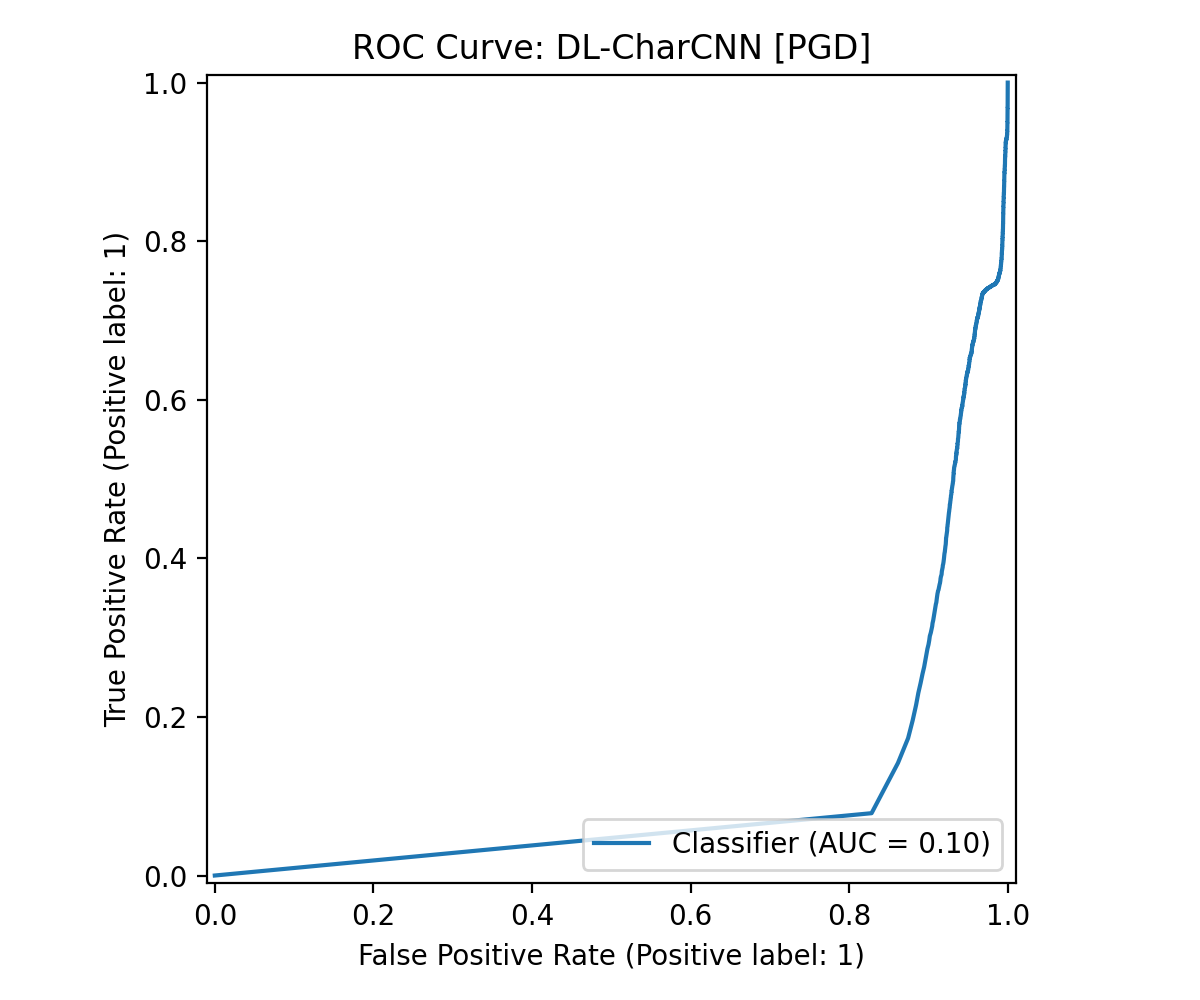 ROC Curve: DL-CharCNN [PGD]
True Positive Rate (Positive label: 1)
1.0
0.8
0.6
0.4
0.2
0.0
Classifier (AUC = 0.10)
0.0 0.2 0.4 0.6 0.8 1.0
False Positive Rate (Positive label: 1)